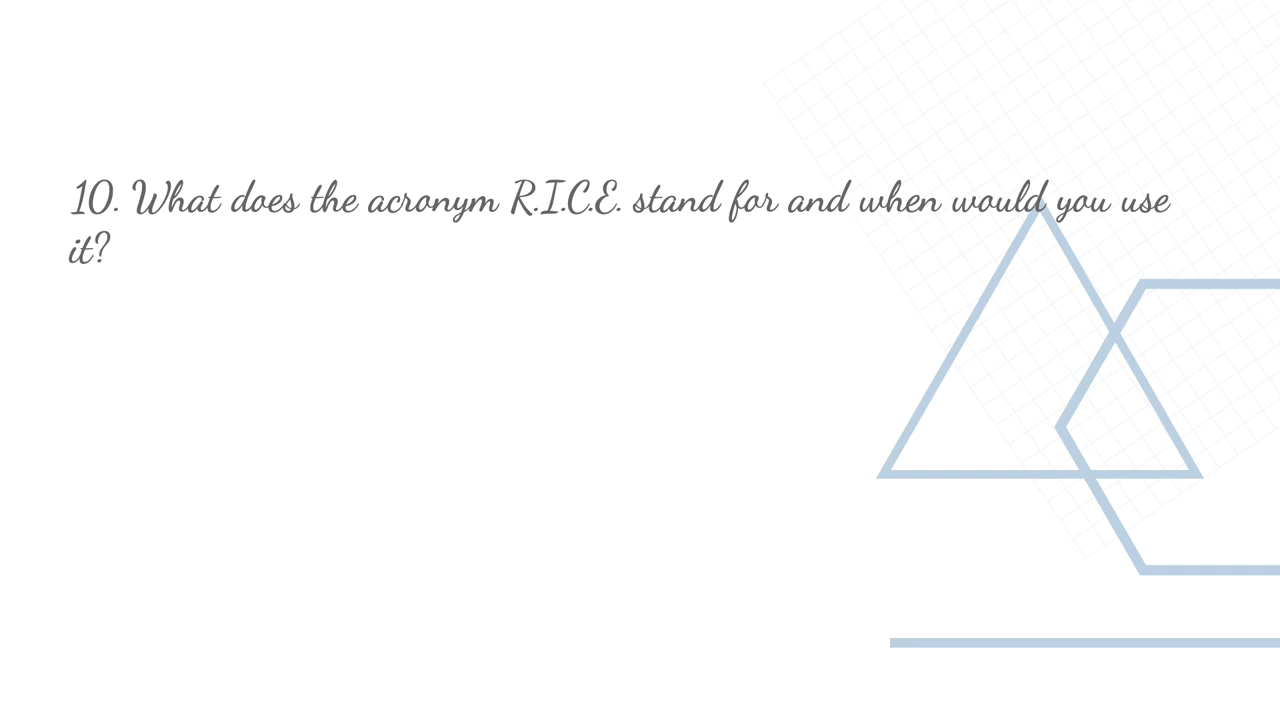 10. What does the acronym R.I.C.E. stand for and when would you use
it?